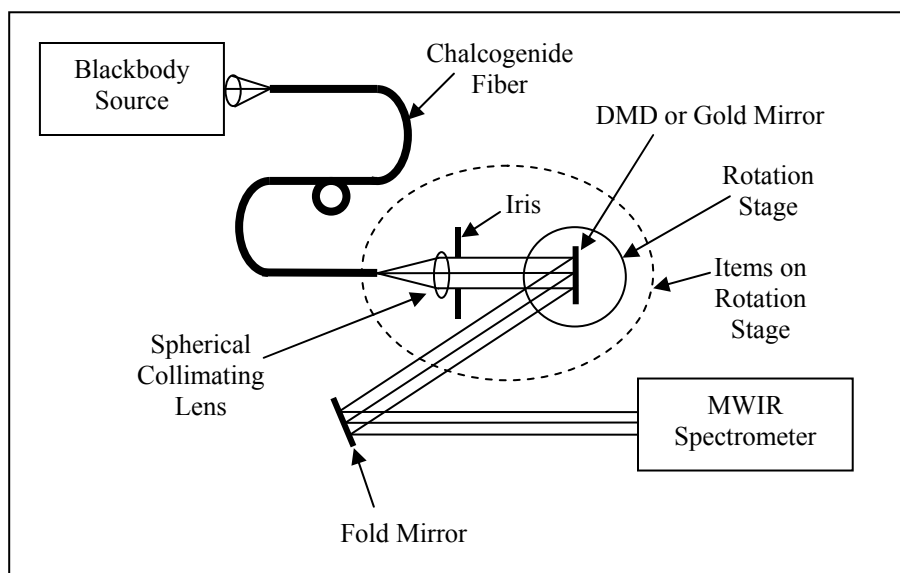 Blackbody
Source
Chalcogenide
Fiber
DMD or Gold Mirror
Rotation
Stage
Iris
Items on
Rotation
Stage
Spherical
Collimating
Lens
MWIR
Spectrometer
Fold Mirror